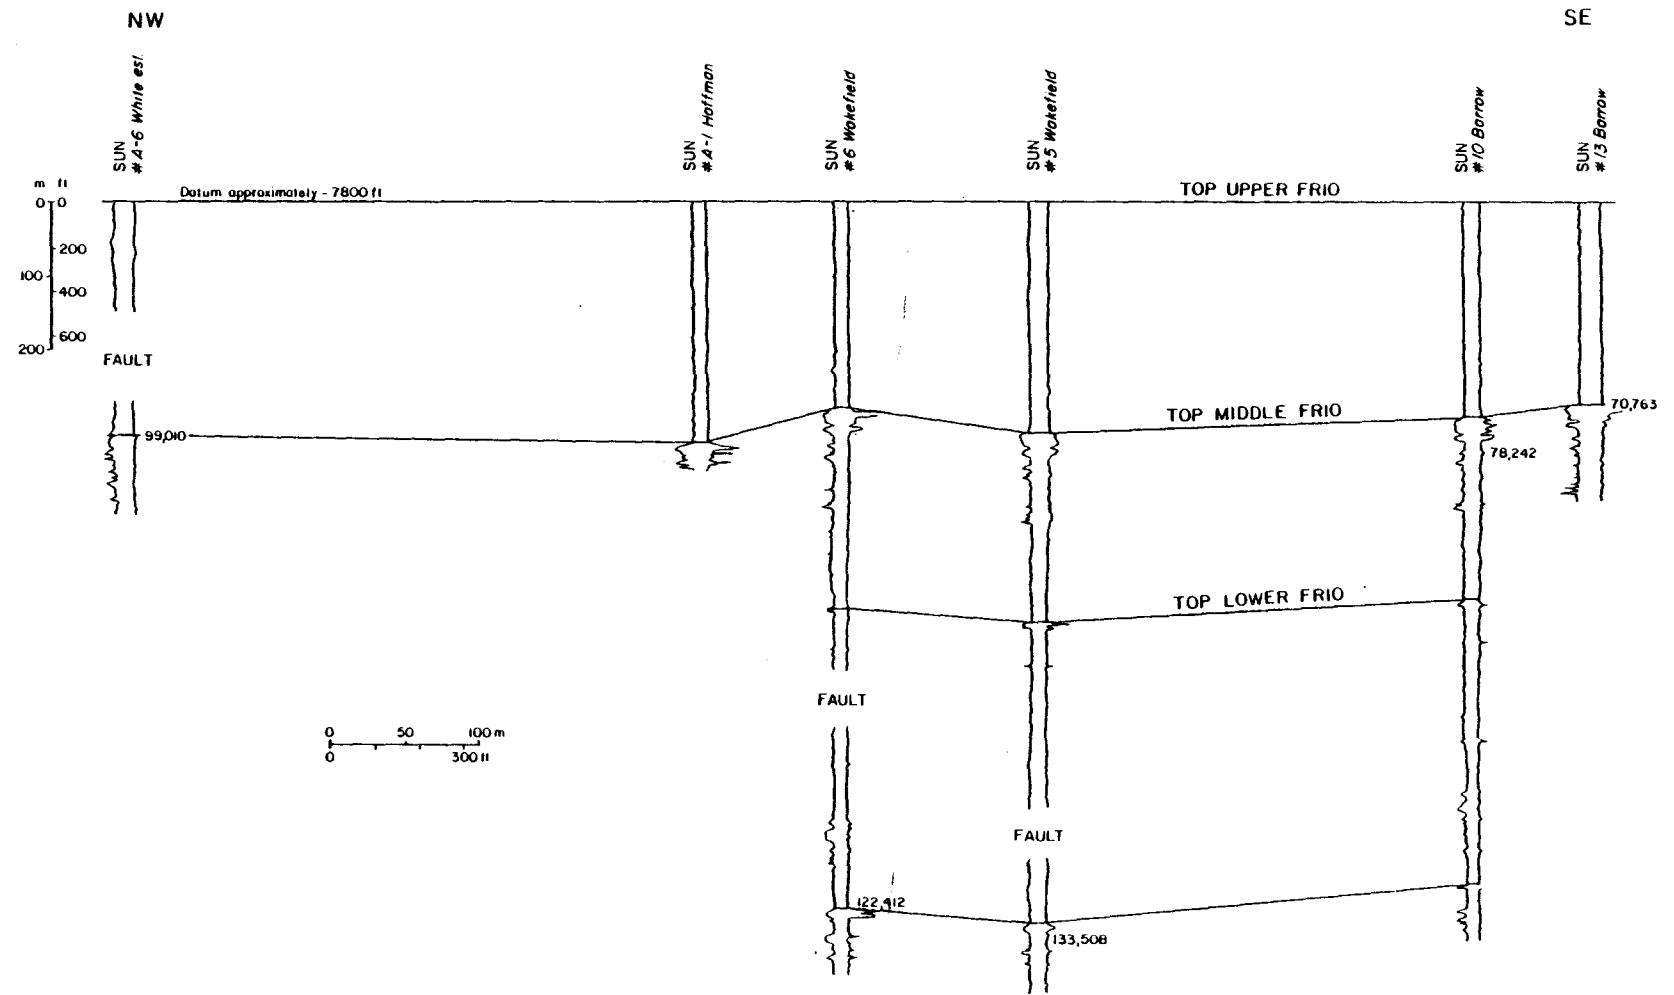 NW
SE
SUN
#A-6 White est.
SUN
#A-1 Hoffman
SUN
#6 Wakefield
SUN
#5 Wakefield
SUN
#10 Barrow
SUN
#13 Barrow
m ft
0 0
200
100
400
600
200
Datum approximately - 7800 ft
TOP UPPER FRIO
FAULT
TOP MIDDLE FRIO
70,763
99,010
78,242
TOP LOWER FRIO
FAULT
0 50 100 m
0 300 ft
FAULT
122,412
133,508